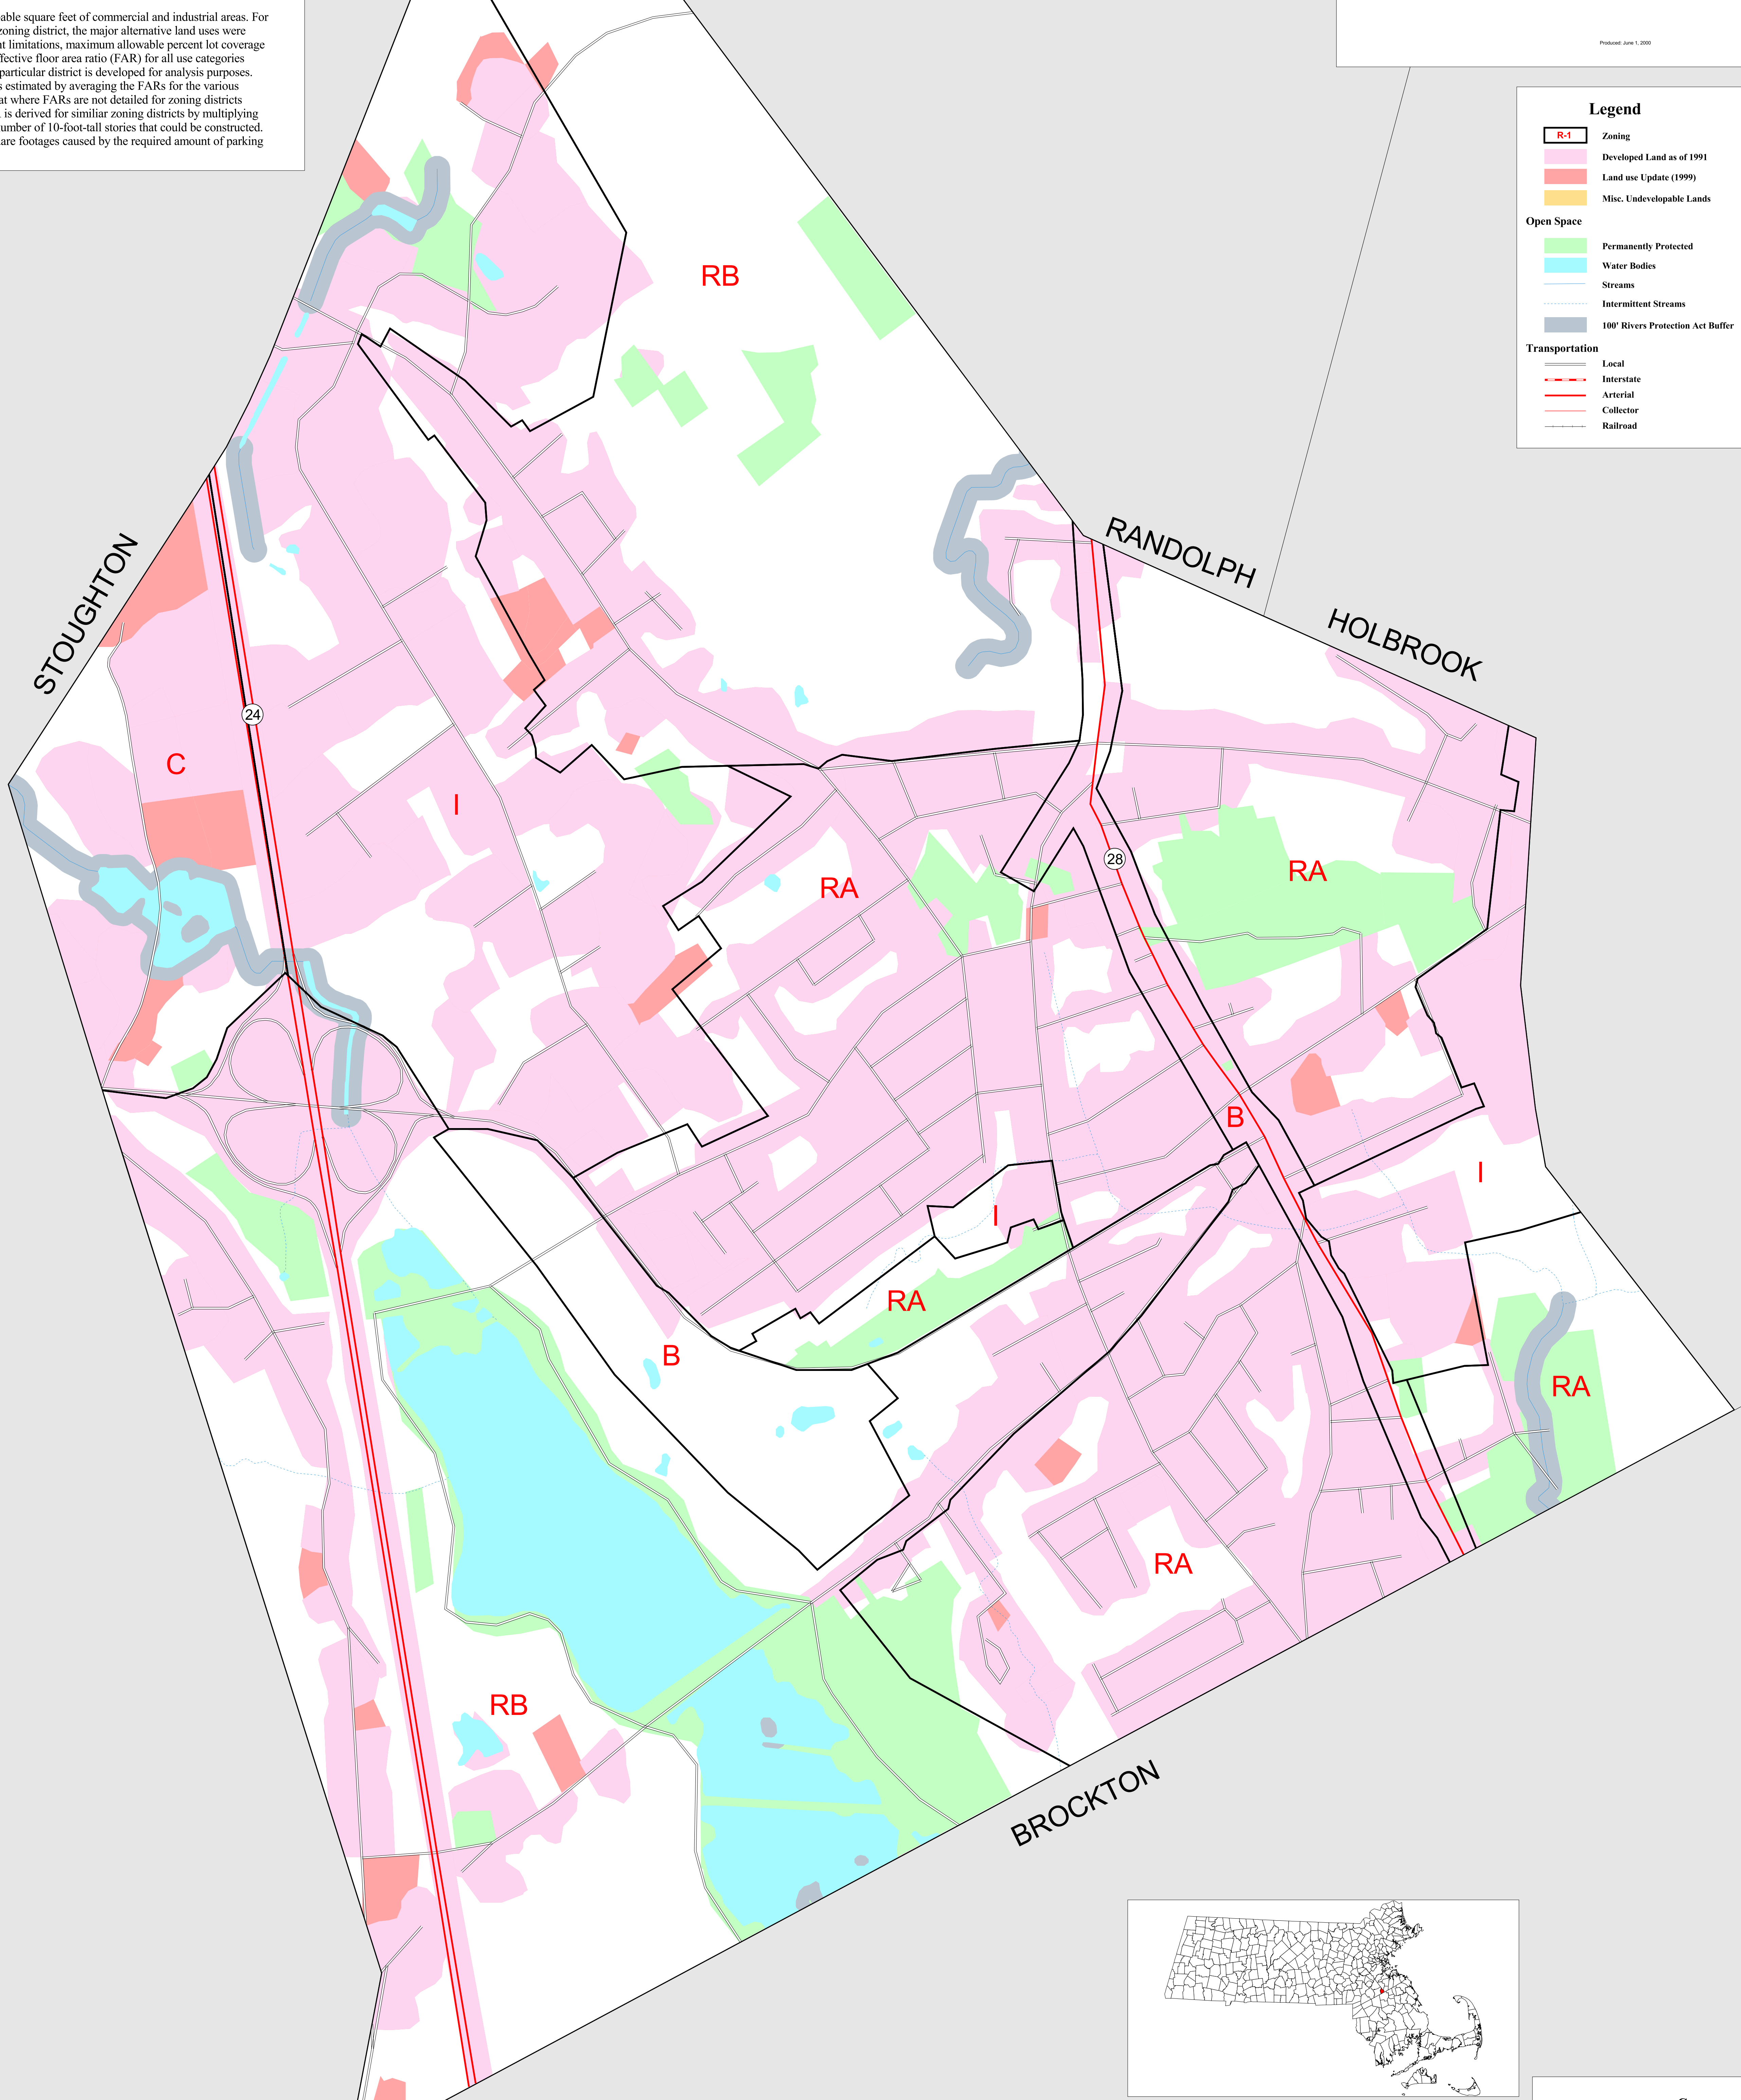 able square feet of commercial and industrial areas. For
zoning district, the major alternative land uses were
t limitations, maximum allowable percent lot coverage
ffective floor area ratio (FAR) for all use categories
particular district is developed for analysis purposes.
s estimated by averaging the FARs for the various
at where FARs are not detailed for zoning districts
is derived for similiar zoning districts by multiplying
umber of 10-foot-tall stories that could be constructed.
are footages caused by the required amount of parking
Produced: June 1, 2000
Legend
R-1 Zoning
Developed Land as of 1991
Land use Update (1999)
Misc. Undevelopable Lands
Open Space
Permanently Protected
Water Bodies
Streams
Intermittent Streams
100' Rivers Protection Act Buffer
Transportation
Local
Interstate
Arterial
Collector
Railroad
RB
RANDOLPH
STOUGHTON
HOLBROOK
24
C
I
28
RA
RA
B
I
I
RA
B
RA
RA
RB
BROCKTON